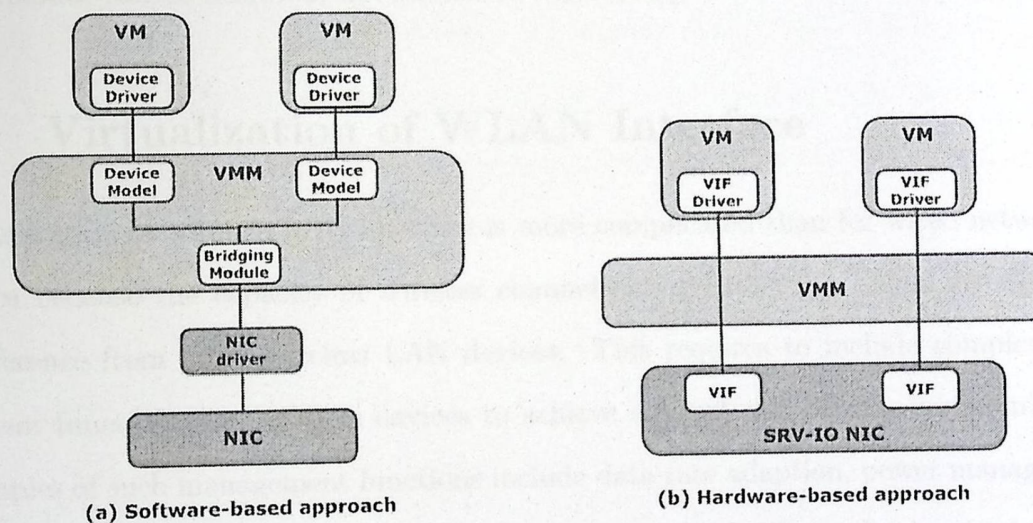 VM
VM
Device
Driver
Device
Driver
Device
Model
VMM
Device
Model
Bridging
Module
NIC
driver
NIC
(a) Software-based approach
VM
VM
VIF
Driver
VIF
Driver
VMM
VIF
VIF
SRV-IO NIC
(b) Hardware-based approach
Virtualization of WLAN Interface